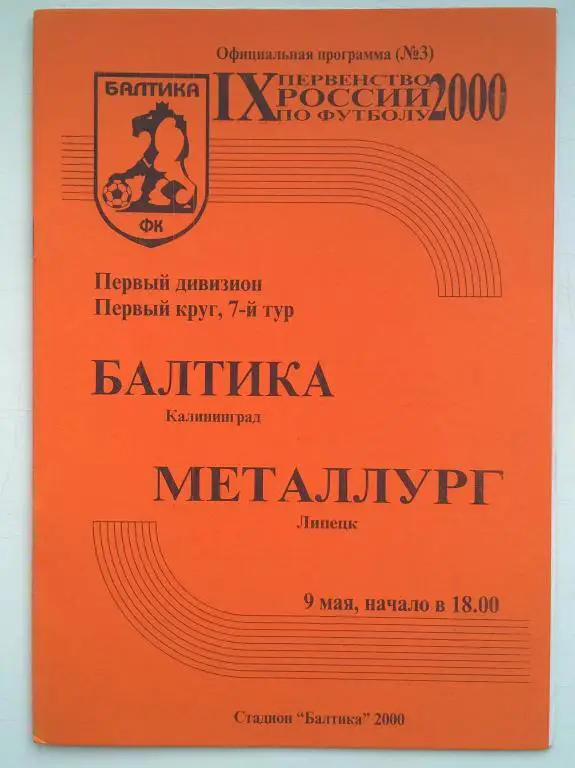 Официальная программа (№3)
БАЛТИКА
ФК
IX ПЕРВЕНСТВО
РОССИИ 2000
ПО ФУТБОЛУ
Первый дивизион
Первый круг, 7-й тур
БАЛТИКА
Калининград
МЕТАЛЛУРГ
Липецк
9 мая, начало в 18.00
Стадион "Балтика" 2000